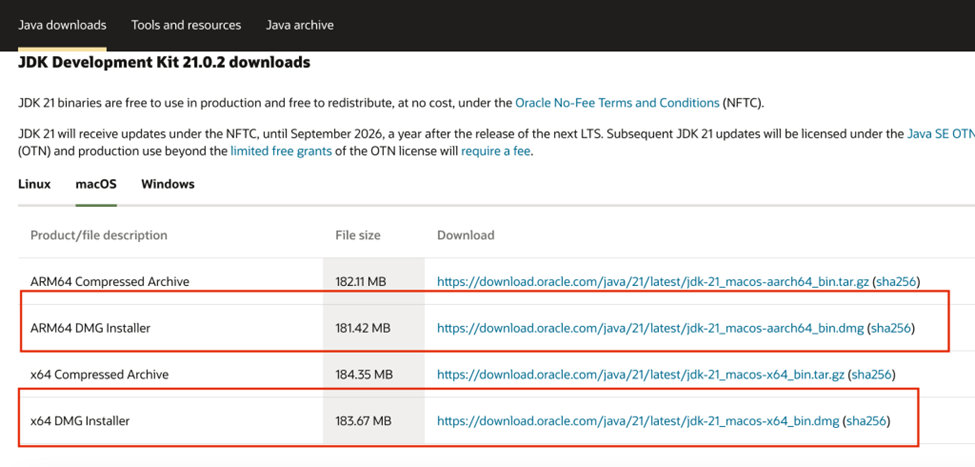 Java downloads Tools and resources Java archive
JDK Development Kit 21.0.2 downloads
JDK 21 binaries are free to use in production and free to redistribute, at no cost, under the Oracle No-Fee Terms and Conditions (NFTC).
JDK 21 will receive updates under the NFTC, until September 2026, a year after the release of the next LTS. Subsequent JDK 21 updates will be licensed under the Java SE OTN
(OTN) and production use beyond the limited free grants of the OTN license will require a fee.
Linux macOS Windows
Product/file description File size Download
ARM64 Compressed Archive 182.11 MB https://download.oracle.com/java/21/latest/jdk-21_macos-aarch64_bin.tar.gz (sha256)
ARM64 DMG Installer 181.42 MB https://download.oracle.com/java/21/latest/jdk-21_macos-aarch64_bin.dmg (sha256)
x64 Compressed Archive 184.35 MB https://download.oracle.com/java/21/latest/jdk-21_macos-x64_bin.tar.gz (sha256)
x64 DMG Installer 183.67 MB https://download.oracle.com/java/21/latest/jdk-21_macos-x64_bin.dmg (sha256)